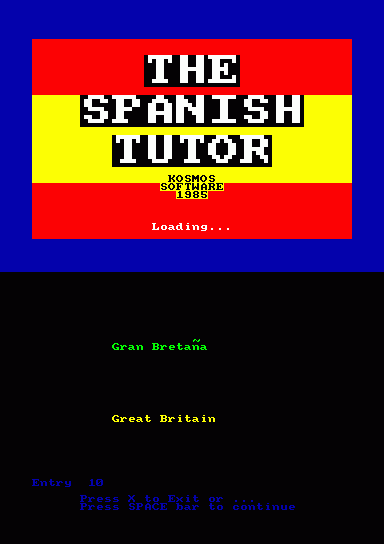 THE
SPANISH
TUTOR
KOSMOS
SOFTWARE
1985
Loading...
Gran Bretaña
Great Britain
Entry 10
Press X to Exit or ...
Press SPACE bar to continue